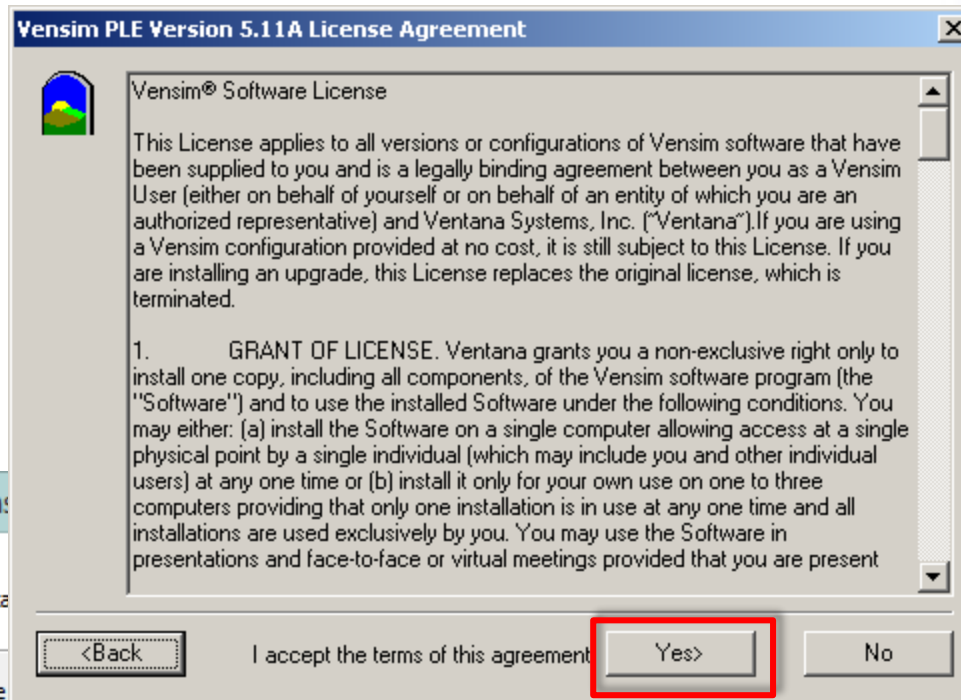 Vensim PLE Version 5.11A License Agreement
Vensim® Software License
This License applies to all versions or configurations of Vensim software that have
been supplied to you and is a legally binding agreement between you as a Vensim
User (either on behalf of yourself or on behalf of an entity of which you are an
authorized representative) and Ventana Systems, Inc. ("Ventana").If you are using
a Vensim configuration provided at no cost, it is still subject to this License. If you
are installing an upgrade, this License replaces the original license, which is
terminated.
1. GRANT OF LICENSE. Ventana grants you a non-exclusive right only to
install one copy, including all components, of the Vensim software program (the
"Software") and to use the installed Software under the following conditions. You
may either: (a) install the Software on a single computer allowing access at a single
physical point by a single individual (which may include you and other individual
users) at any one time or (b) install it only for your own use on one to three
computers providing that only one installation is in use at any one time and all
installations are used exclusively by you. You may use the Software in
presentations and face-to-face or virtual meetings provided that you are present
<Back I accept the terms of this agreement Yes> No